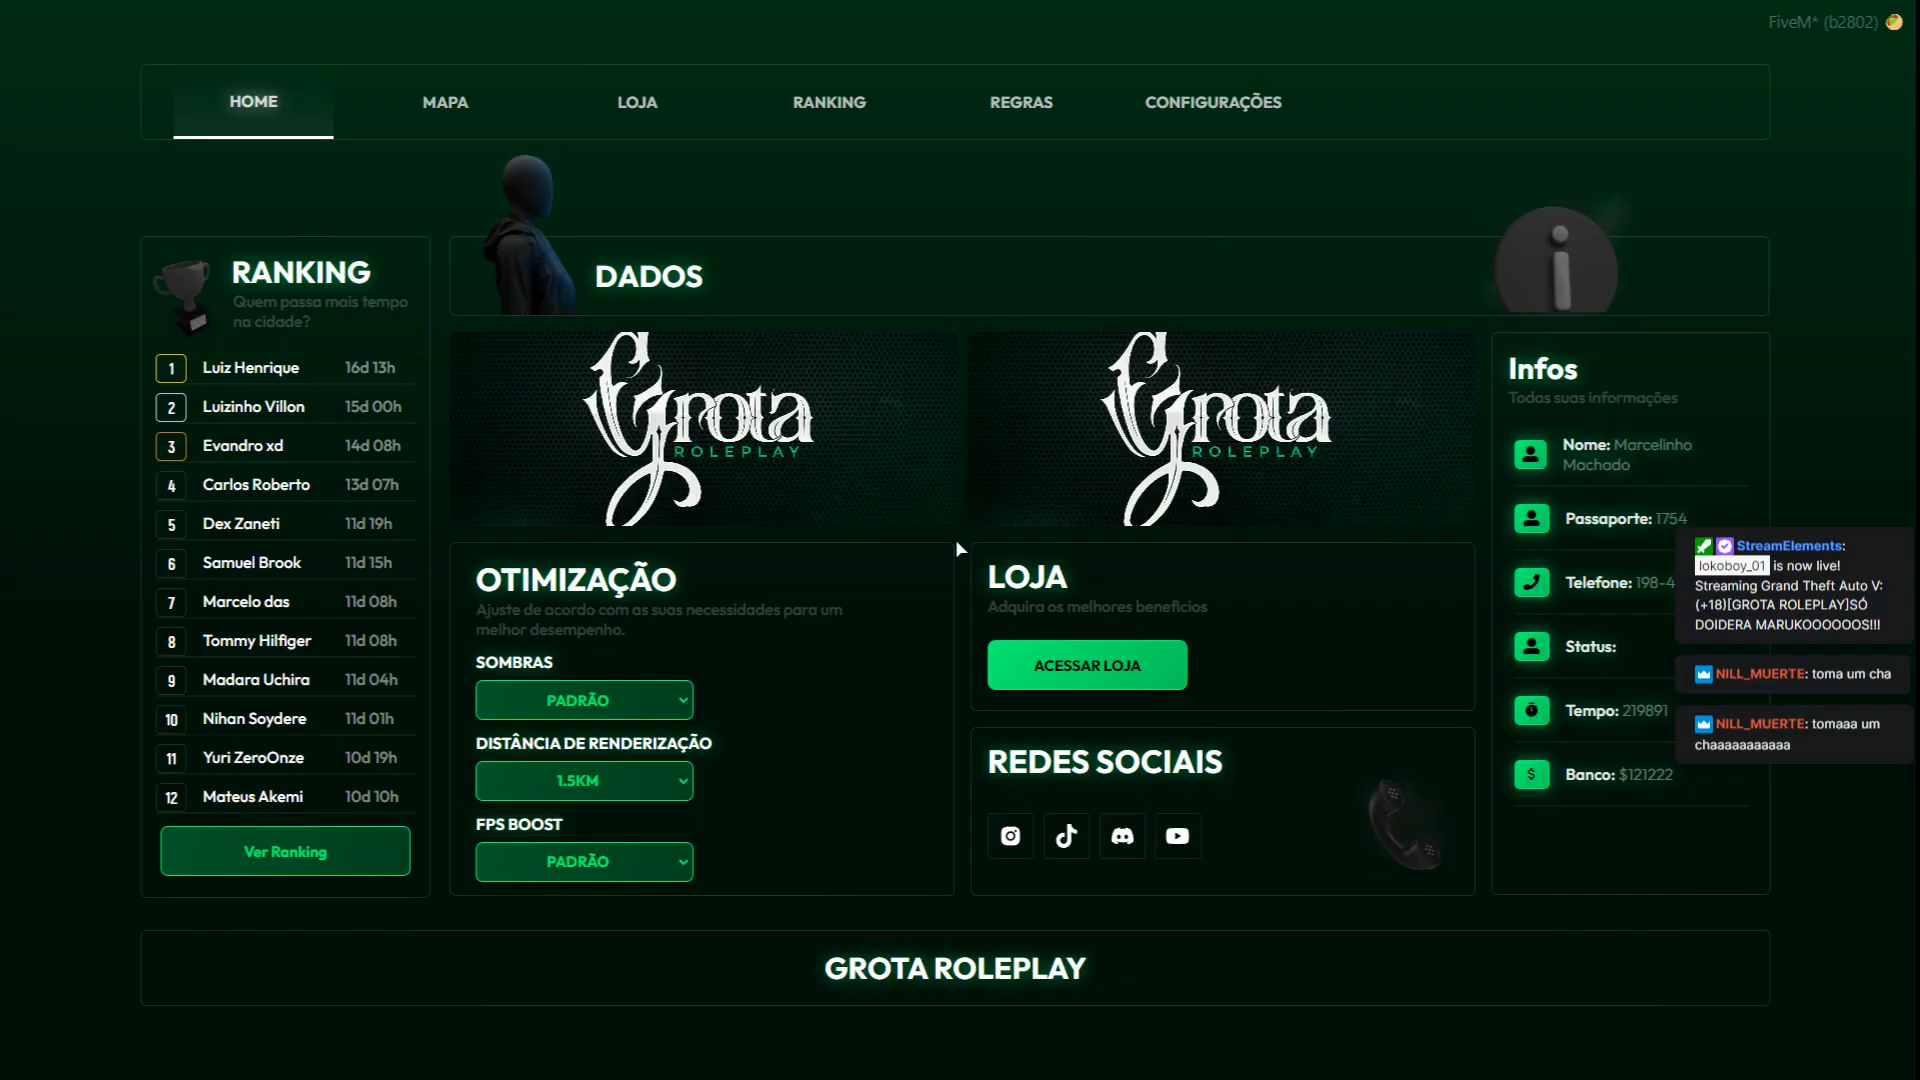 FiveM* (b2802)
HOME MAPA LOJA RANKING REGRAS CONFIGURAÇÕES
RANKING
Quem passa mais tempo
na cidade?
1 Luiz Henrique 16d 13h
2 Luizinho Villon 15d 00h
3 Evandro xd 14d 08h
4 Carlos Roberto 13d 07h
5 Dex Zaneti 11d 19h
6 Samuel Brook 11d 15h
7 Marcelo das 11d 08h
8 Tommy Hilfiger 11d 08h
9 Madara Uchira 11d 04h
10 Nihan Soydere 11d 01h
11 Yuri ZeroOnze 10d 19h
12 Mateus Akemi 10d 10h
Ver Ranking
DADOS
Grota
ROLEPLAY
Grota
ROLEPLAY
OTIMIZAÇÃO
Ajuste de acordo com as suas necessidades para um
melhor desempenho.
SOMBRAS
PADRÃO
DISTÂNCIA DE RENDERIZAÇÃO
1.5KM
FPS BOOST
PADRÃO
LOJA
Adquira os melhores beneficios
ACESSAR LOJA
REDES SOCIAIS
Infos
Todas suas informações
Nome: Marcelinho
Machado
Passaporte: 1754
Telefone: 198-4
Status:
Tempo: 219891
Banco: $121222
StreamElements:
lokoboy_01 is now live!
Streaming Grand Theft Auto V:
(+18)[GROTA ROLEPLAY]SÓ
DOIDERA MARUKOOOOOOS!!!
NILL_MUERTE: toma um cha
NILL_MUERTE: tomaaa um
chaaaaaaaaaaa
GROTA ROLEPLAY